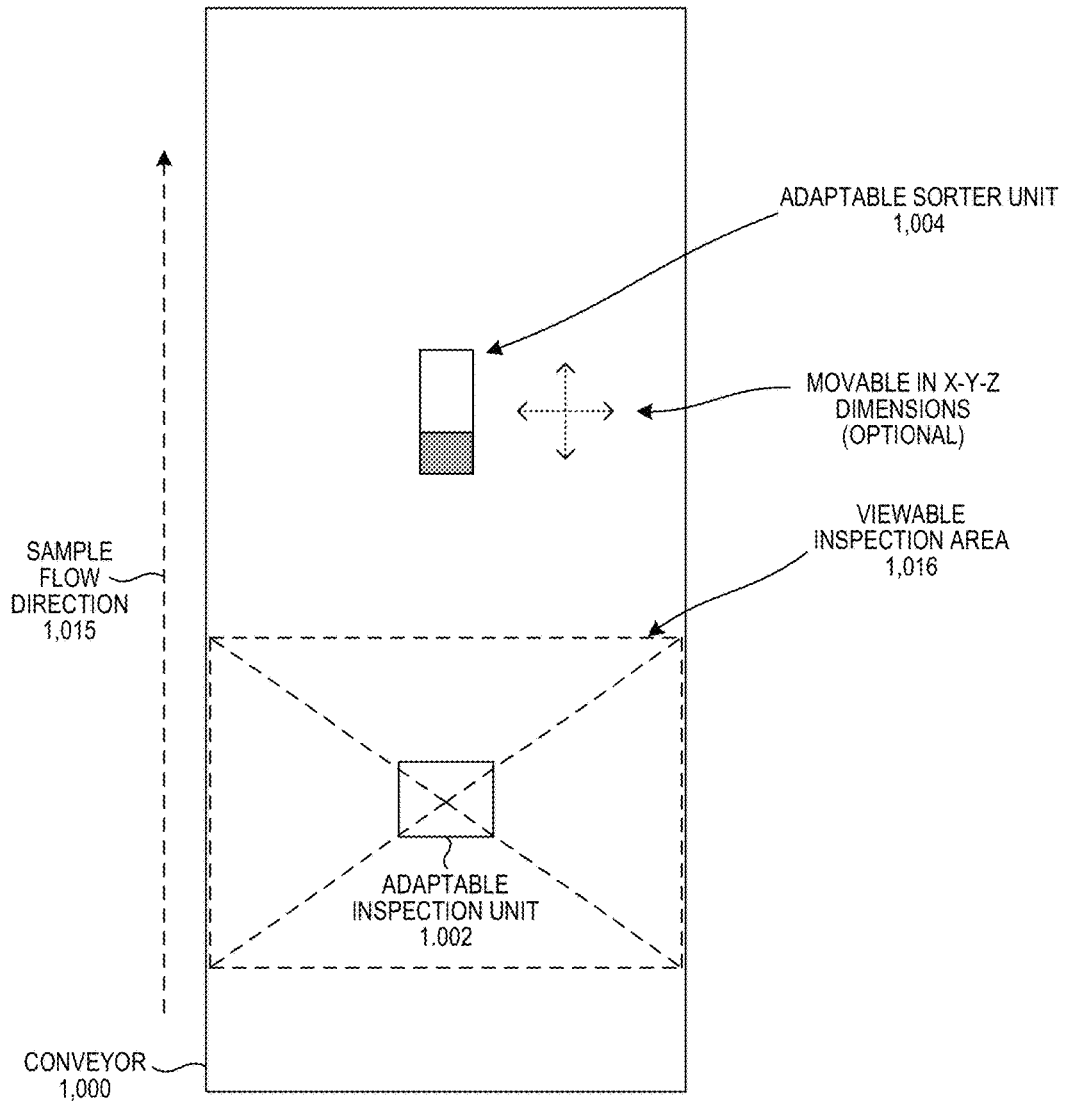 ADAPTABLE SORTER UNIT
1,004
MOVABLE IN X-Y-Z
DIMENSIONS
(OPTIONAL)
VIEWABLE
INSPECTION AREA
1,016
SAMPLE
FLOW
DIRECTION
1,015
ADAPTABLE
INSPECTION UNIT
1.002
CONVEYOR
1,000